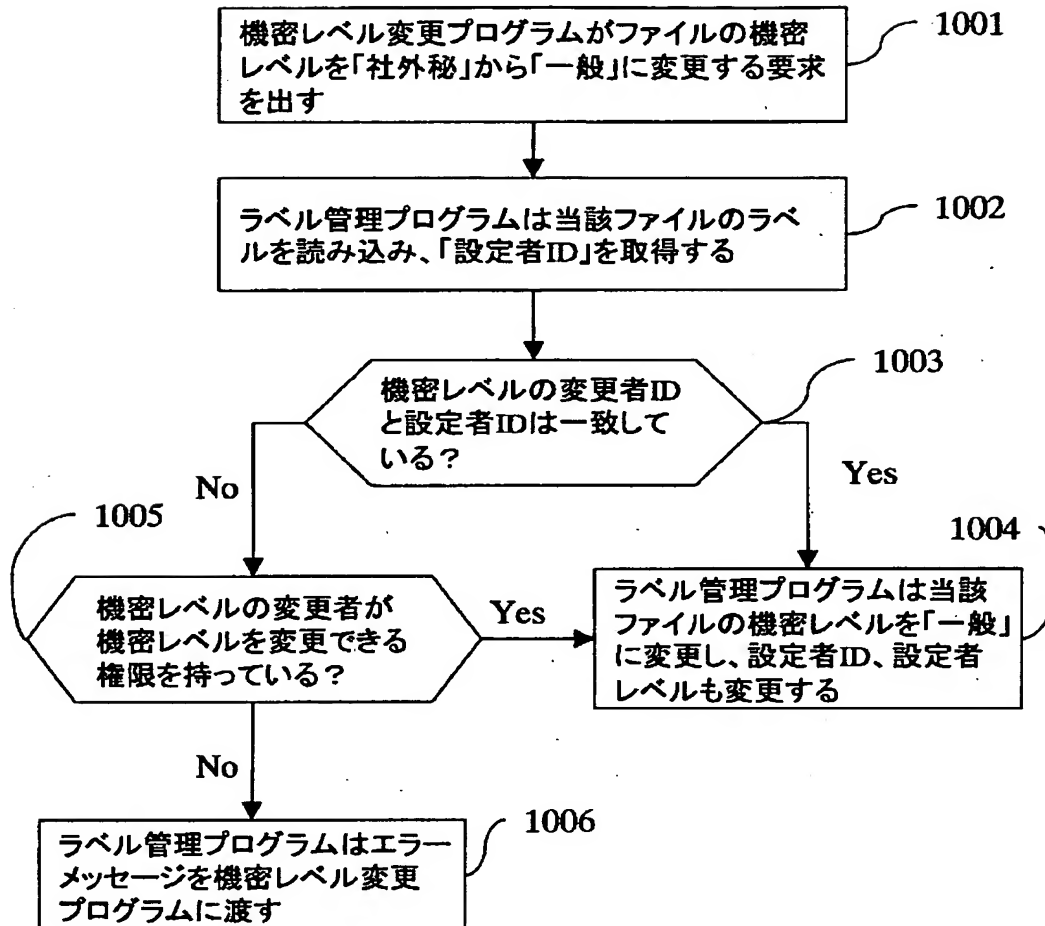 機密レベル変更プログラムがファイルの機密
レベルを「社外秘」から「一般」に変更する要求
を出す
1001
ラベル管理プログラムは当該ファイルのラベ
ルを読み込み、「設定者ID」を取得する
1002
機密レベルの変更者ID
と設定者IDは一致して
いる?
1003
No
Yes
1005
機密レベルの変更者が
機密レベルを変更できる
権限を持っている?
Yes
1004
ラベル管理プログラムは当該
ファイルの機密レベルを「一般」
に変更し、設定者ID、設定者
レベルも変更する
No
ラベル管理プログラムはエラー
メッセージを機密レベル変更
プログラムに渡す
1006